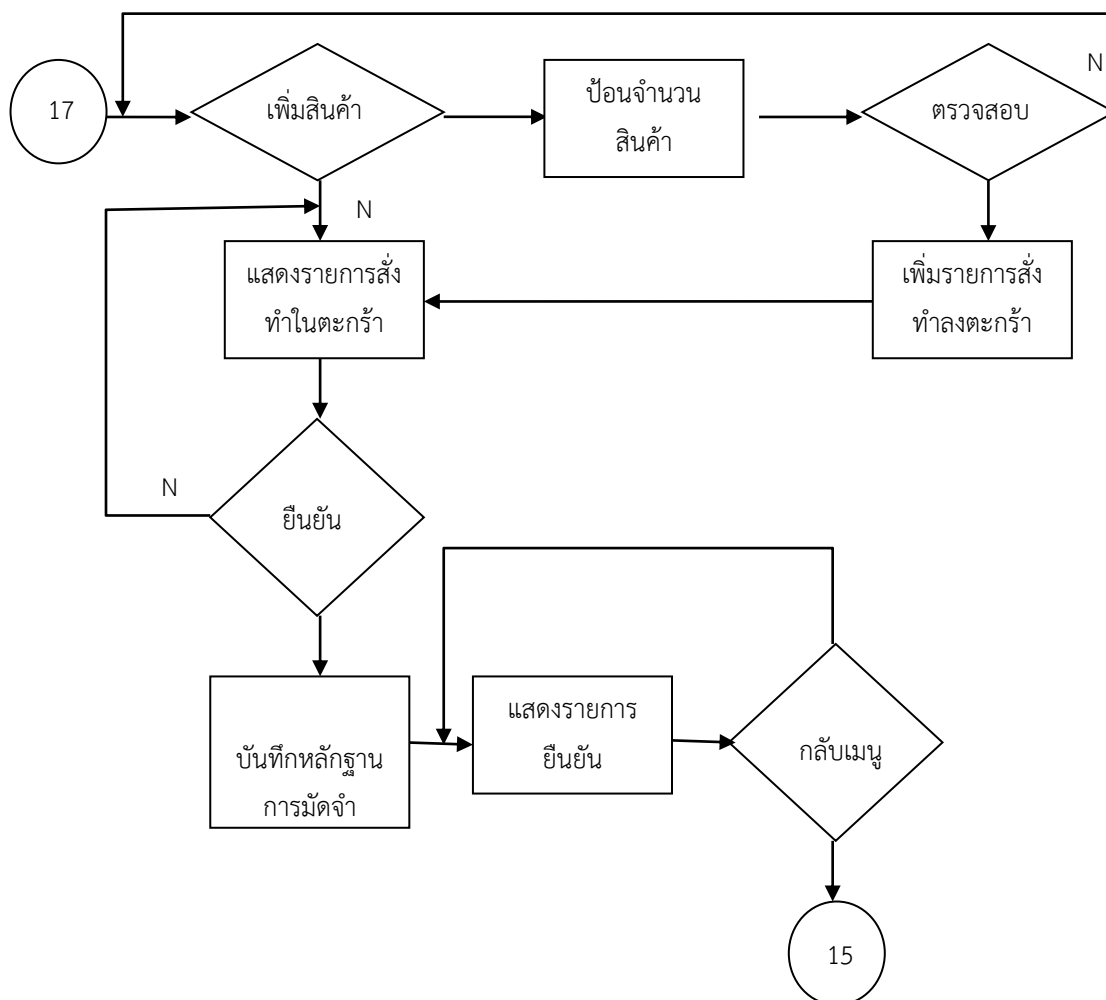 17
เพิ่มสินค้า
ป้อนจำนวน
สินค้า
ตรวจสอบ
N
N
แสดงรายการสั่ง
ทำในตะกร้า
เพิ่มรายการสั่ง
ทำลงตะกร้า
N
ยืนยัน
บันทึกหลักฐาน
การมัดจำ
แสดงรายการ
ยืนยัน
กลับเมนู
15